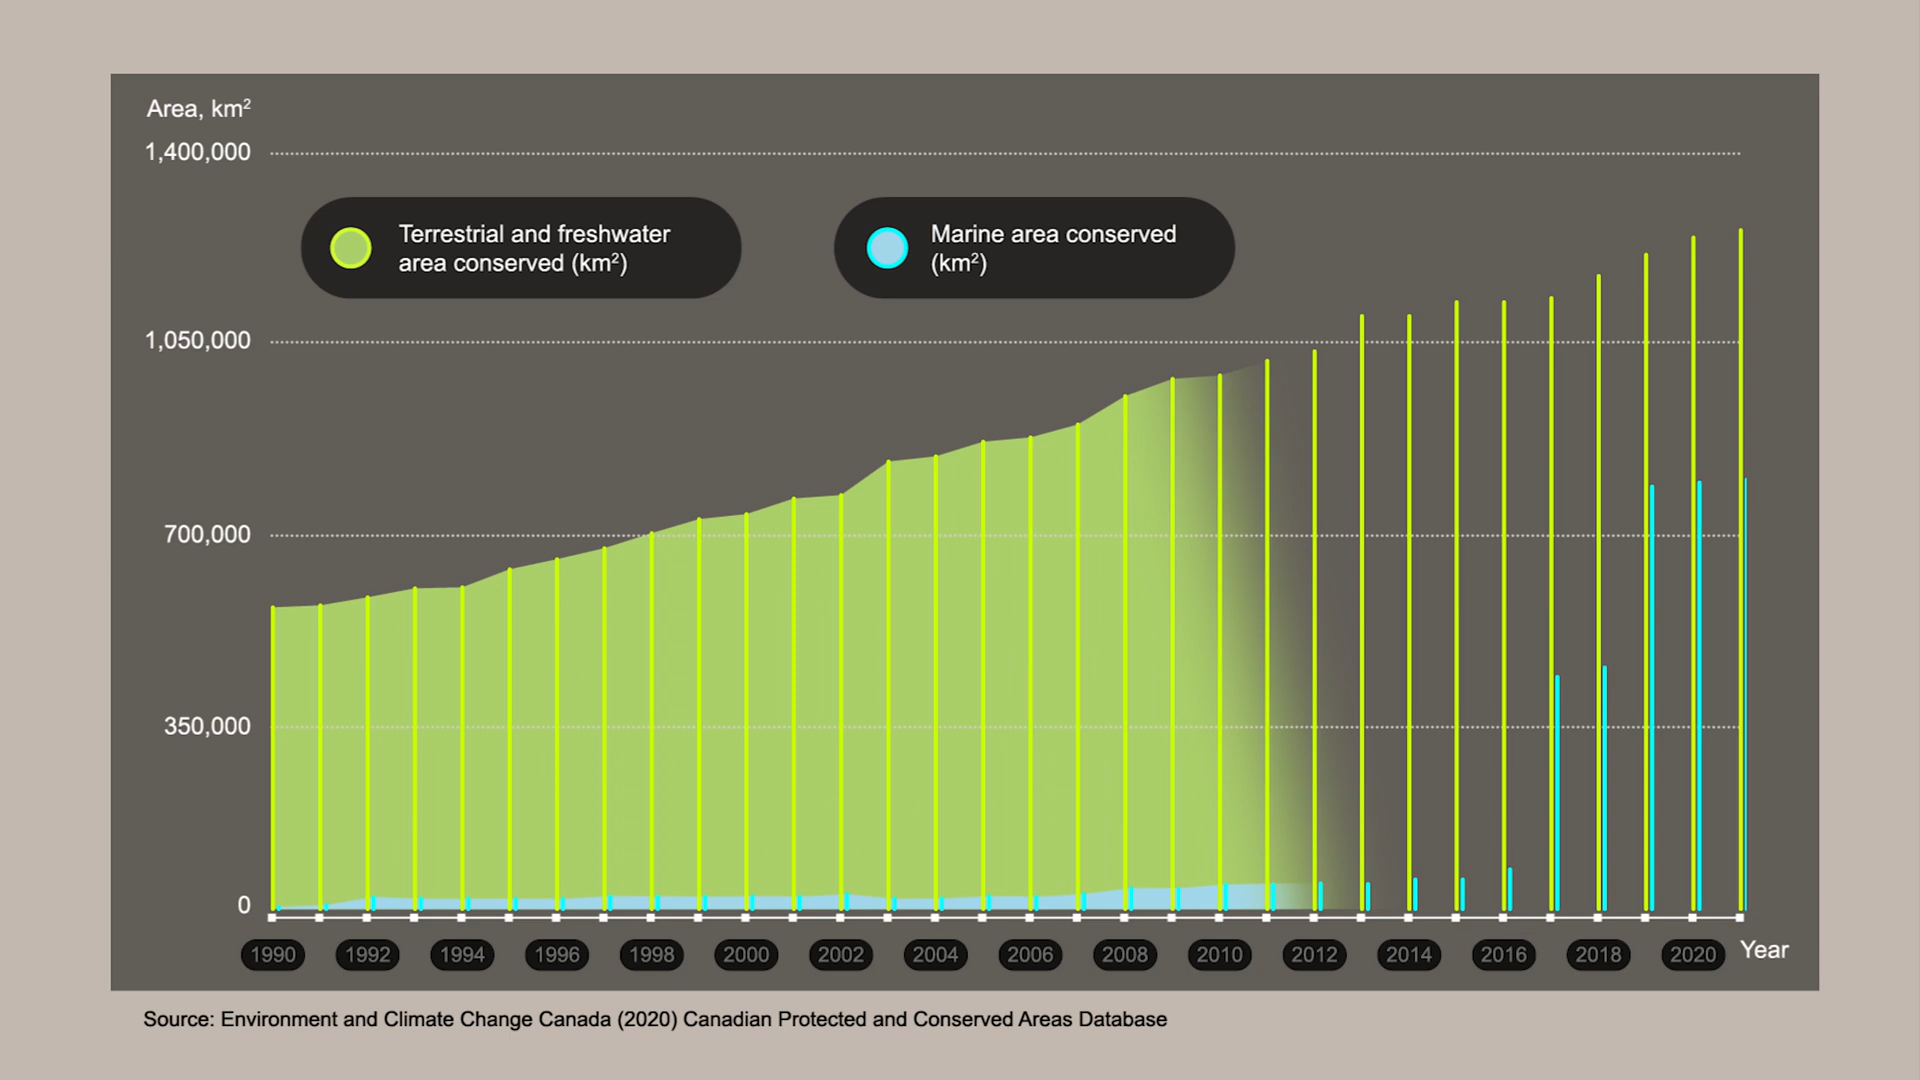 Area, km²
1,400,000
Terrestrial and freshwater
area conserved (km²)
Marine area conserved
(km²)
1,050,000
700,000
350,000
0
1990 1992 1994 1996 1998 2000 2002 2004 2006 2008 2010 2012 2014 2016 2018 2020 Year
Source: Environment and Climate Change Canada (2020) Canadian Protected and Conserved Areas Database